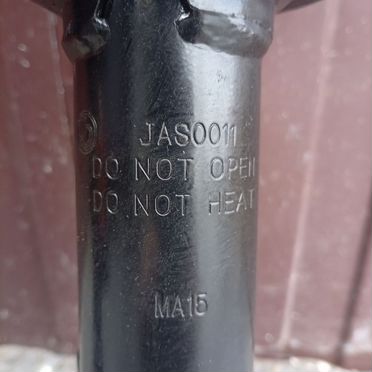 JAS0011
DO NOT OPEN
DO NOT HEAT
MA15